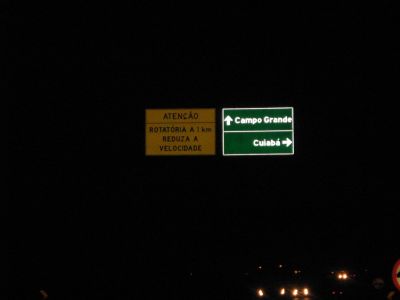 ATENÇÃO
ROTATÓRIA A 1 km
REDUZA A
VELOCIDADE
Campo Grande
Cuiabá